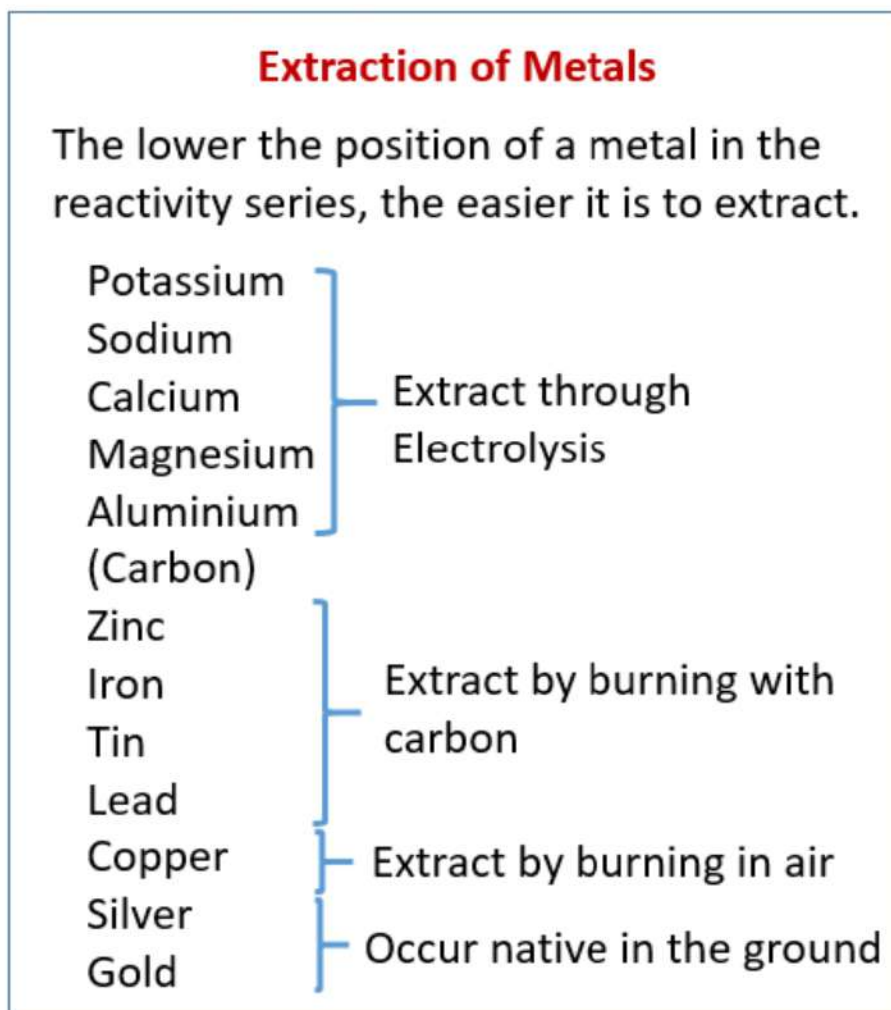 Extraction of Metals
The lower the position of a metal in the
reactivity series, the easier it is to extract.
Potassium
Sodium
Calcium
Magnesium
Aluminium
Extract through
Electrolysis
(Carbon)
Zinc
Iron
Tin
Lead
Extract by burning with
carbon
Copper
Extract by burning in air
Silver
Gold
Occur native in the ground